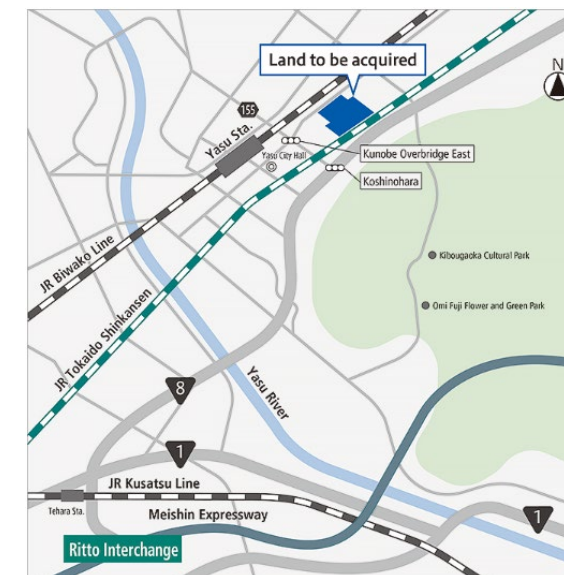 Land to be acquired
N
155
Yasu Sta.
Yasu City Hall
Kunobe Overbridge East
Koshinohara
Kibougaoka Cultural Park
JR Biwako Line
Omi Fuji Flower and Green Park
JR Tokaido Shinkansen
8
Yasu River
1
JR Kusatsu Line
Tehara Sta.
Meishin Expressway
1
Ritto Interchange